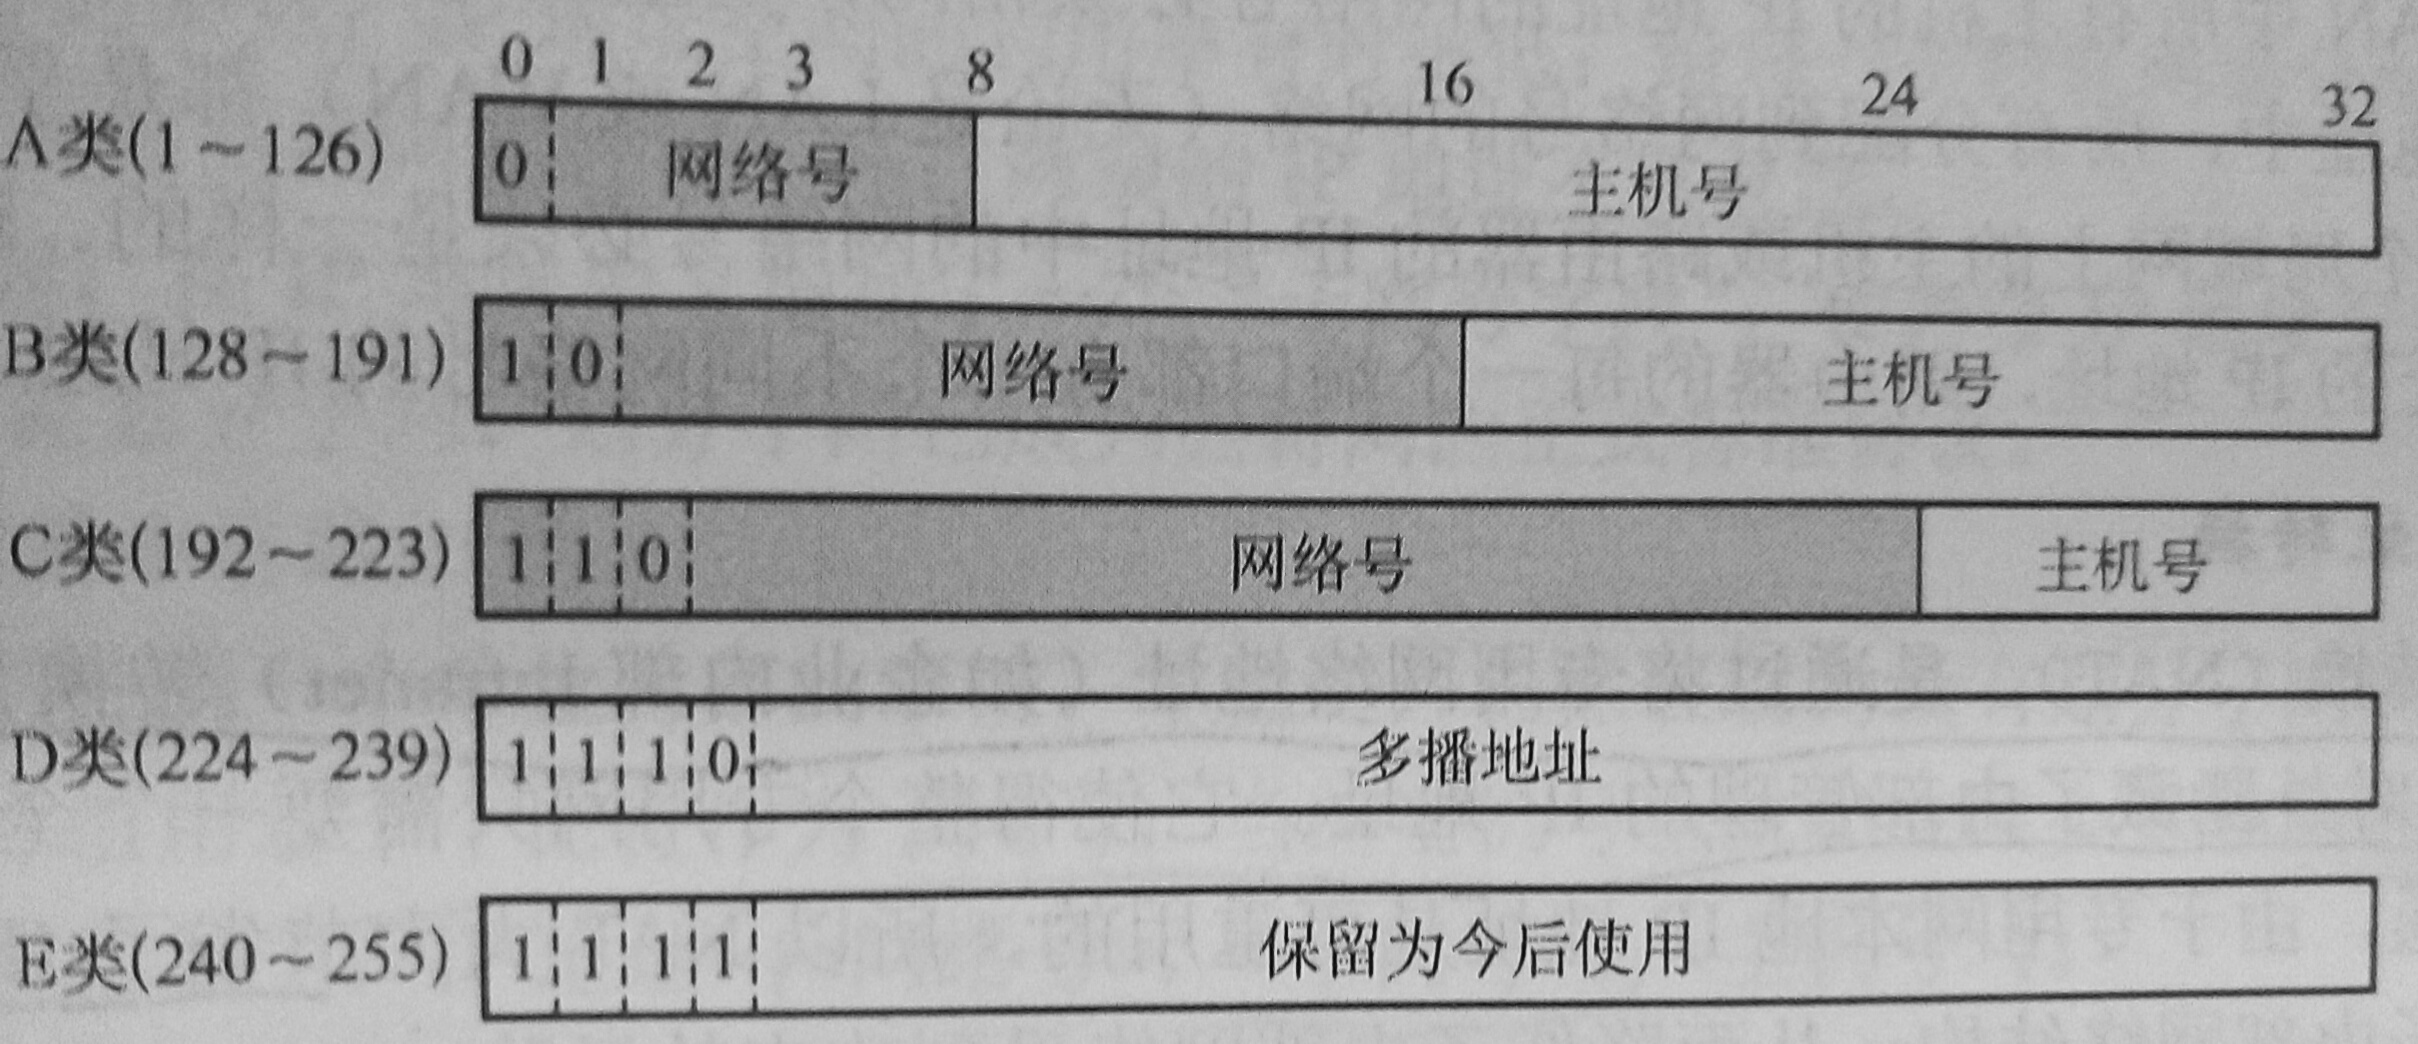 0 1 2 3 8 16 24 32
A类(1~126) 0 网络号 主机号
B类(128~191) 1 0 网络号 主机号
C类(192~223) 1 1 0 网络号 主机号
D类(224~239) 1 1 1 0 多播地址
E类(240~255) 1 1 1 1 保留为今后使用